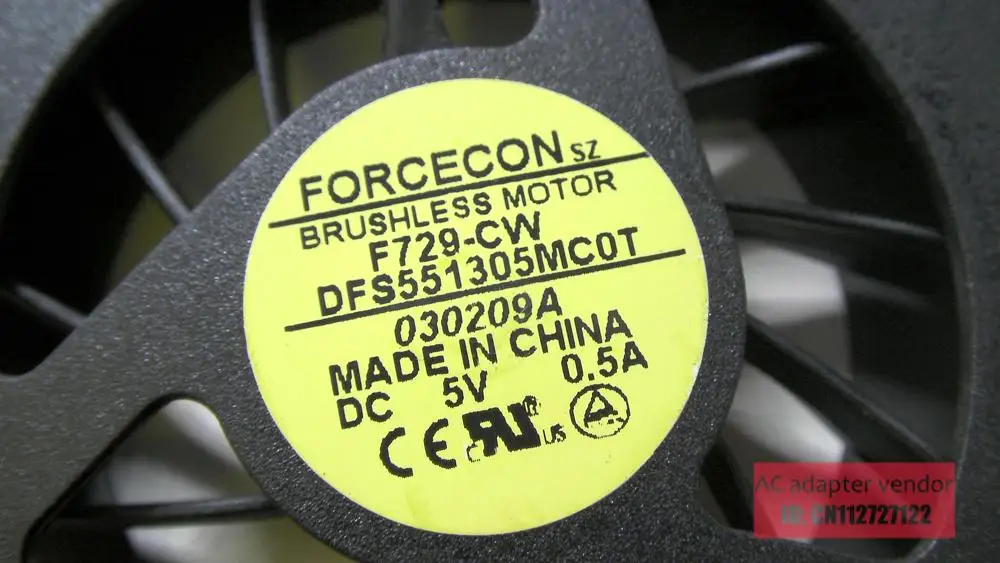 FORCECON SZ
BRUSHLESS MOTOR
F729-CW
DFS551305MC0T
030209A
MADE IN CHINA
DC 5V 0.5A
CE c RU US
AC adapter vendor
ID: CN112727122